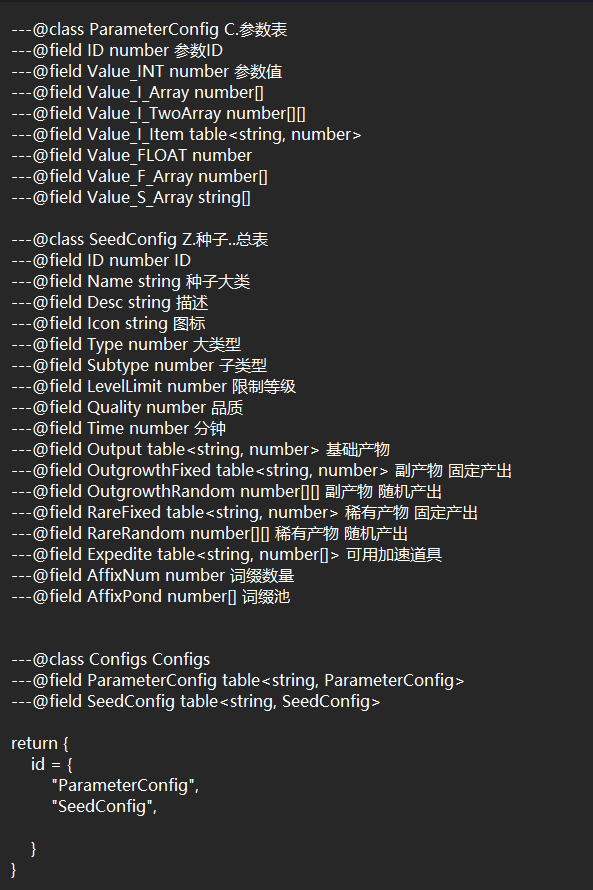 ---@class ParameterConfig C.参数表
---@field ID number 参数ID
---@field Value_INT number 参数值
---@field Value_I_Array number[]
---@field Value_I_TwoArray number[][]
---@field Value_I_Item table<string, number>
---@field Value_FLOAT number
---@field Value_F_Array number[]
---@field Value_S_Array string[]
---@class SeedConfig Z.种子..总表
---@field ID number ID
---@field Name string 种子大类
---@field Desc string 描述
---@field Icon string 图标
---@field Type number 大类型
---@field Subtype number 子类型
---@field LevelLimit number 限制等级
---@field Quality number 品质
---@field Time number 分钟
---@field Output table<string, number> 基础产物
---@field OutgrowthFixed table<string, number> 副产物 固定产出
---@field OutgrowthRandom number[][] 副产物 随机产出
---@field RareFixed table<string, number> 稀有产物 固定产出
---@field RareRandom number[][] 稀有产物 随机产出
---@field Expedite table<string, number[]> 可用加速道具
---@field AffixNum number 词缀数量
---@field AffixPond number[] 词缀池
---@class Configs Configs
---@field ParameterConfig table<string, ParameterConfig>
---@field SeedConfig table<string, SeedConfig>
return {
id = {
"ParameterConfig",
"SeedConfig",
}
}